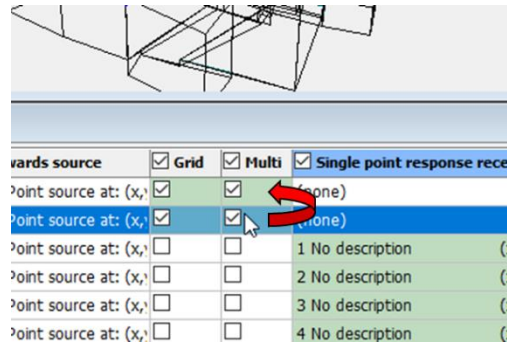 wards source Grid Multi Single point response rece
Point source at: (x,y (none)
Point source at: (x,y (none)
Point source at: (x,y 1 No description (
Point source at: (x,y 2 No description (
Point source at: (x,y 3 No description (
Point source at: (x,y 4 No description (